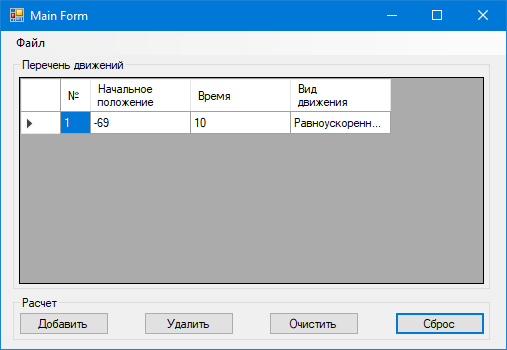 Main Form
Файл
Перечень движений
№ Начальное положение Время Вид движения
1 -69 10 Равноускоренн...
Расчет
Добавить Удалить Очистить Сброс